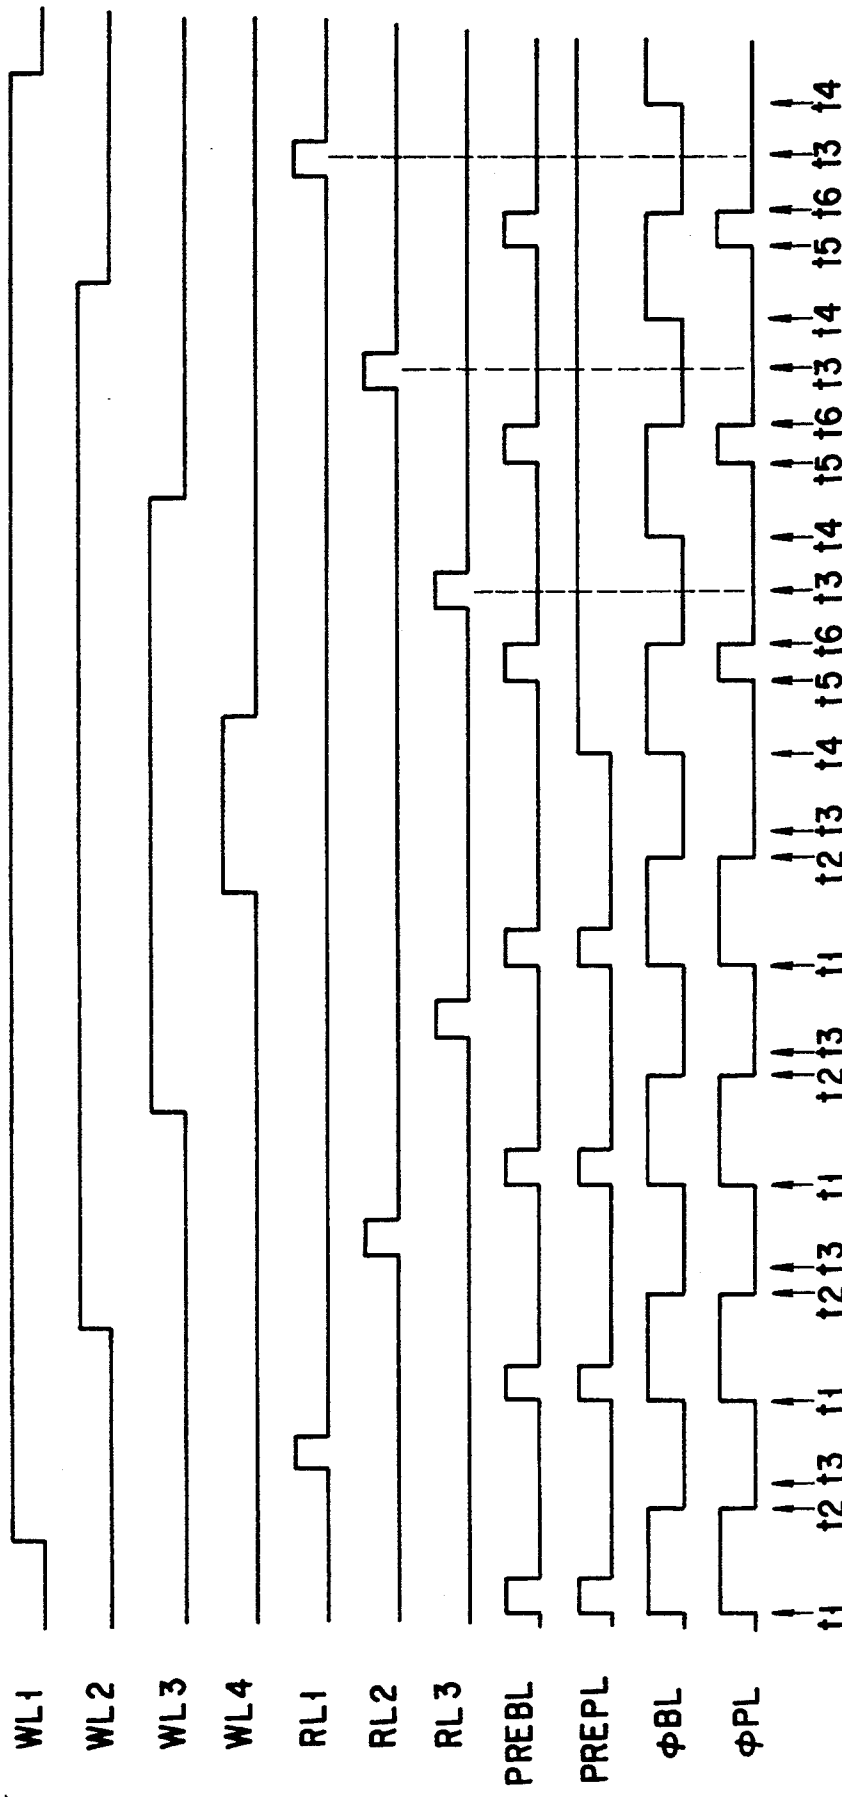 WL1
WL2
WL3
WL4
RL1
RL2
RL3
PREBL
PREPL
ΦBL
ΦPL
t1 t2 t3 t1 t2 t3 t1 t2 t3 t1 t2 t3 t4 t5 t6 t3 t4 t5 t6 t3 t4 t5 t6 t3 t4